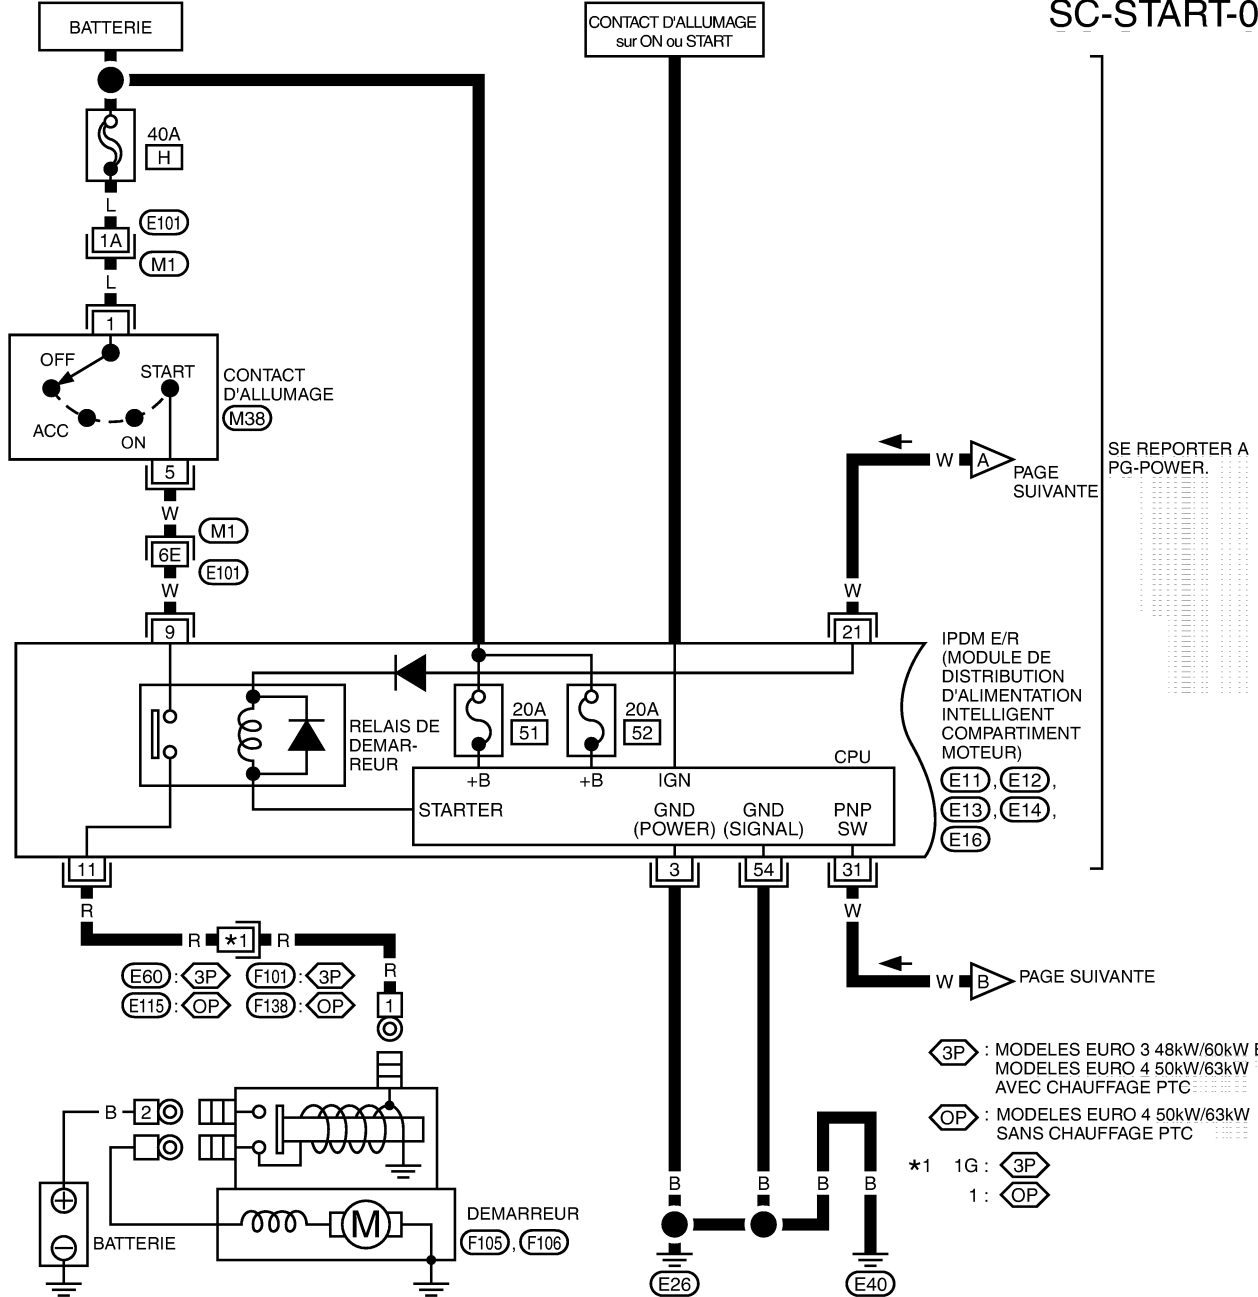 SC-START-0
BATTERIE
CONTACT D'ALLUMAGE
sur ON ou START
40A
H
L
E101
1A
M1
L
1
OFF
START
ACC
ON
CONTACT
D'ALLUMAGE
M38
5
W
M1
6E
E101
W
9
W
A
PAGE
SUIVANTE
SE REPORTER A
PG-POWER.
W
21
IPDM E/R
(MODULE DE
DISTRIBUTION
D'ALIMENTATION
INTELLIGENT
COMPARTIMENT
MOTEUR)
E11 , E12 ,
E13 , E14 ,
E16
RELAIS DE
DEMAR-
REUR
20A
51
20A
52
CPU
+B
+B
IGN
STARTER
GND
(POWER)
GND
(SIGNAL)
PNP
SW
11
3
54
31
R
W
R
*1
R
R
E60 : 3P
F101 : 3P
E115 : OP
F138 : OP
1
W
B
PAGE SUIVANTE
3P : MODELES EURO 3 48kW/60kW
MODELES EURO 4 50kW/63kW
AVEC CHAUFFAGE PTC
OP : MODELES EURO 4 50kW/63kW
SANS CHAUFFAGE PTC
*1 1G : 3P
1 : OP
B
2
M
BATTERIE
DEMARREUR
F105 , F106
B
B
B
B
E26
E40